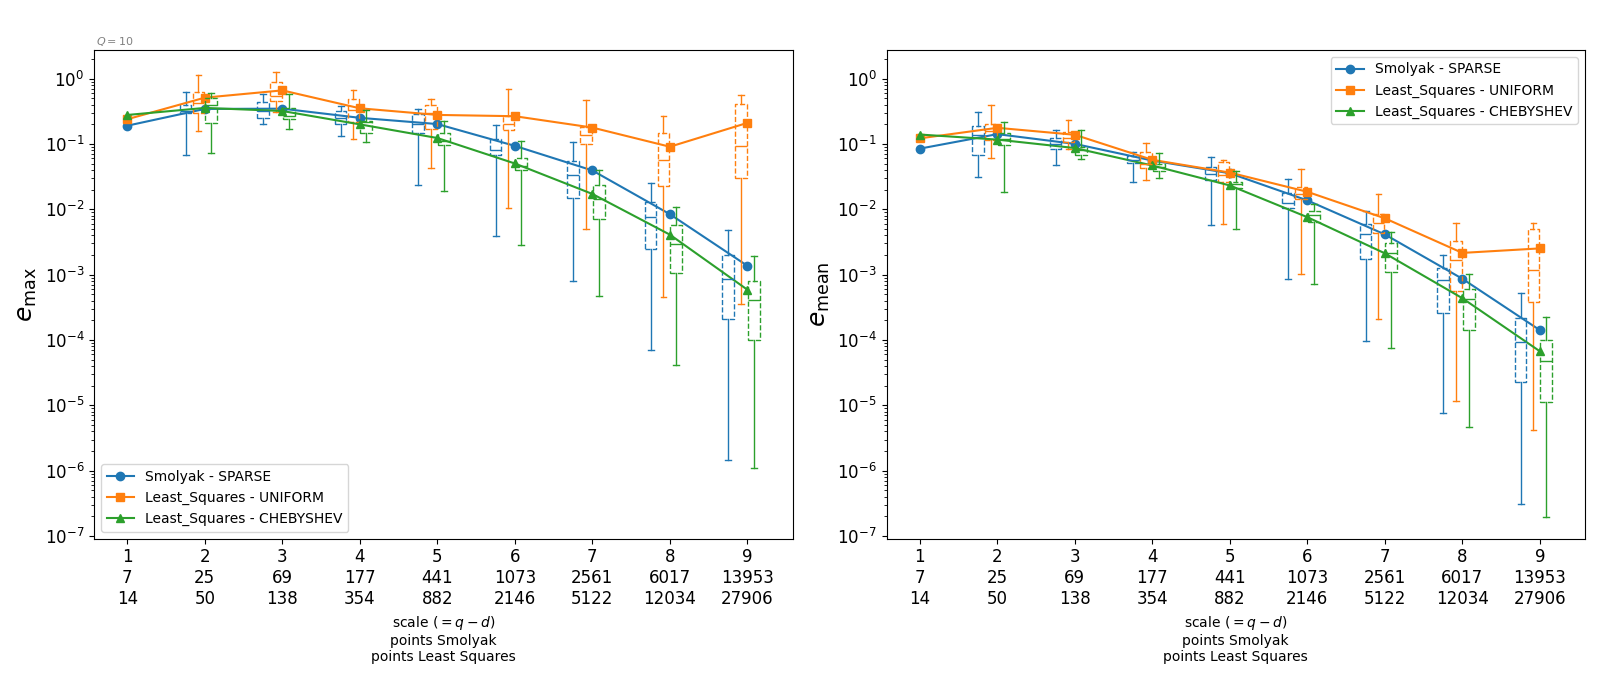 Q = 10
10⁰
10⁻¹
10⁻²
10⁻³
10⁻⁴
10⁻⁵
10⁻⁶
10⁻⁷
e_max
Smolyak - SPARSE
Least_Squares - UNIFORM
Least_Squares - CHEBYSHEV
1 2 3 4 5 6 7 8 9
7 25 69 177 441 1073 2561 6017 13953
14 50 138 354 882 2146 5122 12034 27906
scale (= q − d)
points Smolyak
points Least Squares
10⁰
10⁻¹
10⁻²
10⁻³
10⁻⁴
10⁻⁵
10⁻⁶
10⁻⁷
e_mean
Smolyak - SPARSE
Least_Squares - UNIFORM
Least_Squares - CHEBYSHEV
1 2 3 4 5 6 7 8 9
7 25 69 177 441 1073 2561 6017 13953
14 50 138 354 882 2146 5122 12034 27906
scale (= q − d)
points Smolyak
points Least Squares